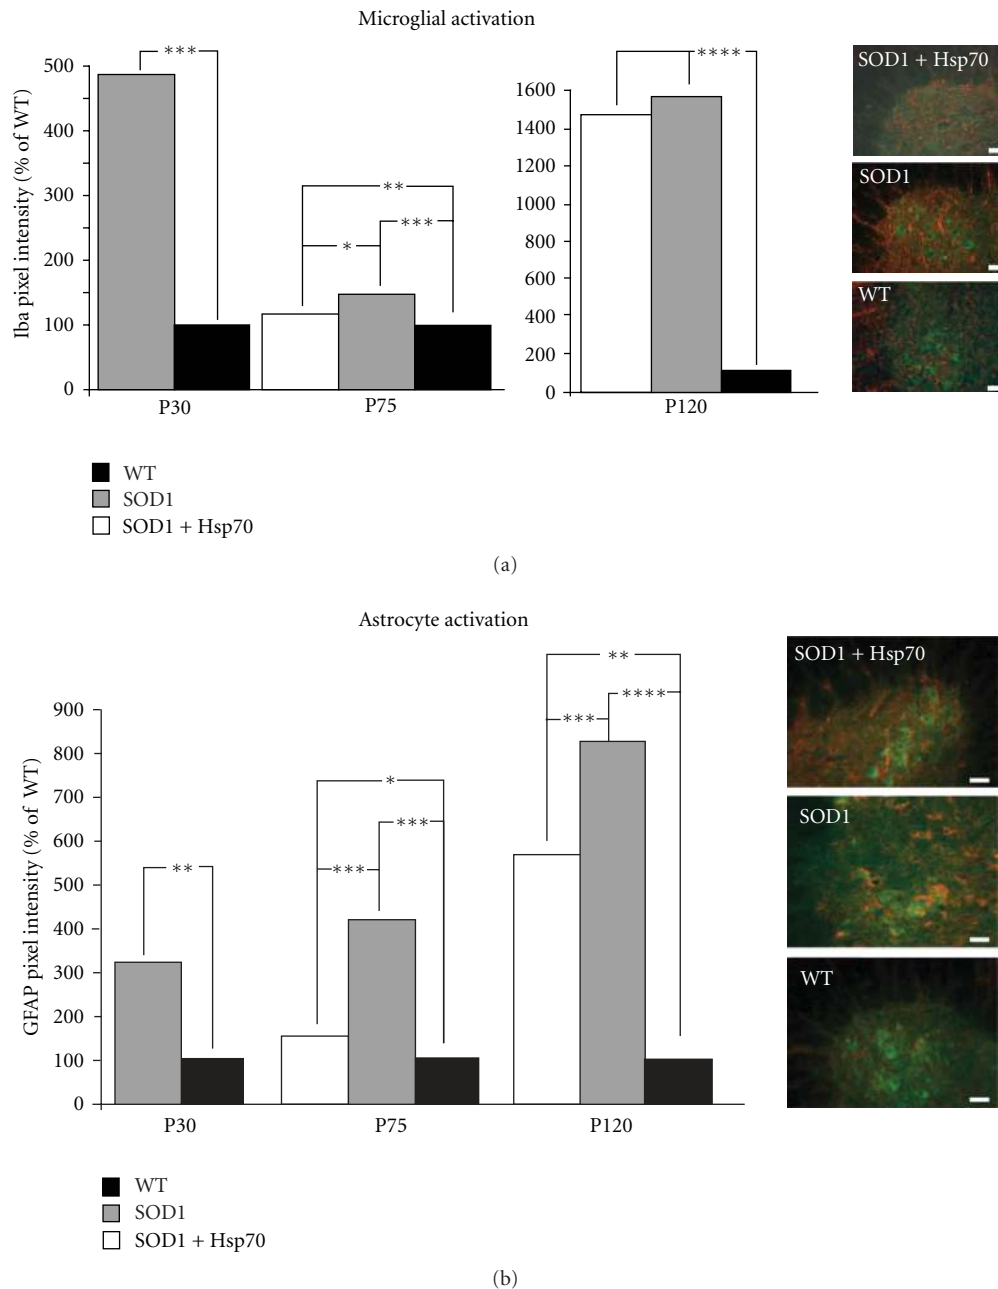 Microglial activation
Iba pixel intensity (% of WT)
500
400
300
200
100
0
***
**
***
*
P30
P75
****
1600
1400
1200
1000
800
600
400
200
0
P120
SOD1 + Hsp70
SOD1
WT
WT
SOD1
SOD1 + Hsp70
(a)
Astrocyte activation
GFAP pixel intensity (% of WT)
900
800
700
600
500
400
300
200
100
0
**
*
***
***
**
****
***
P30
P75
P120
SOD1 + Hsp70
SOD1
WT
WT
SOD1
SOD1 + Hsp70
(b)